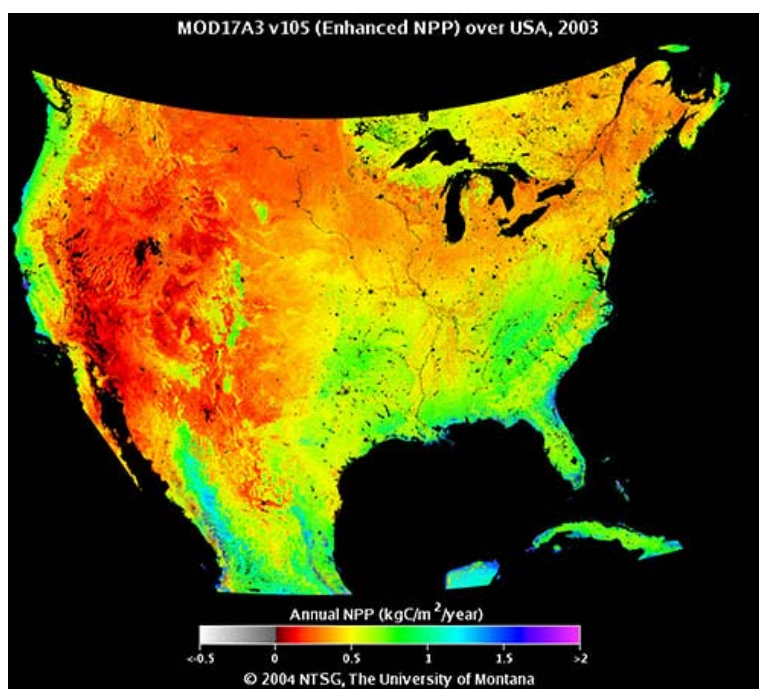 MOD17A3 v105 (Enhanced NPP) over USA, 2003
Annual NPP (kgC/m²/year)
<-0.5 0 0.5 1 1.5 >2
© 2004 NTSG, The University of Montana